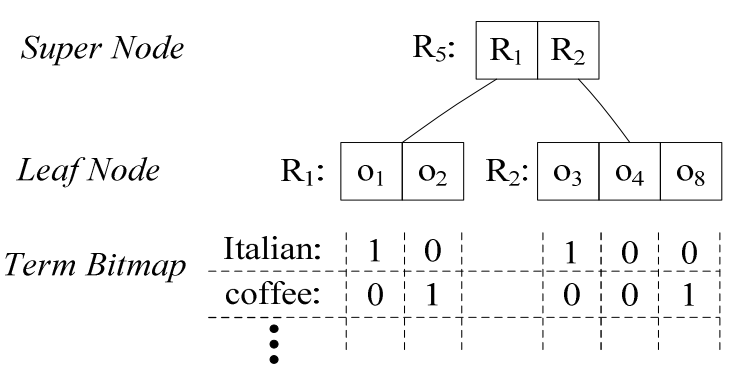 Super Node R₅: R₁ R₂
Leaf Node R₁: o₁ o₂ R₂: o₃ o₄ o₈
Term Bitmap
Italian: 1 0 1 0 0
coffee: 0 1 0 0 1